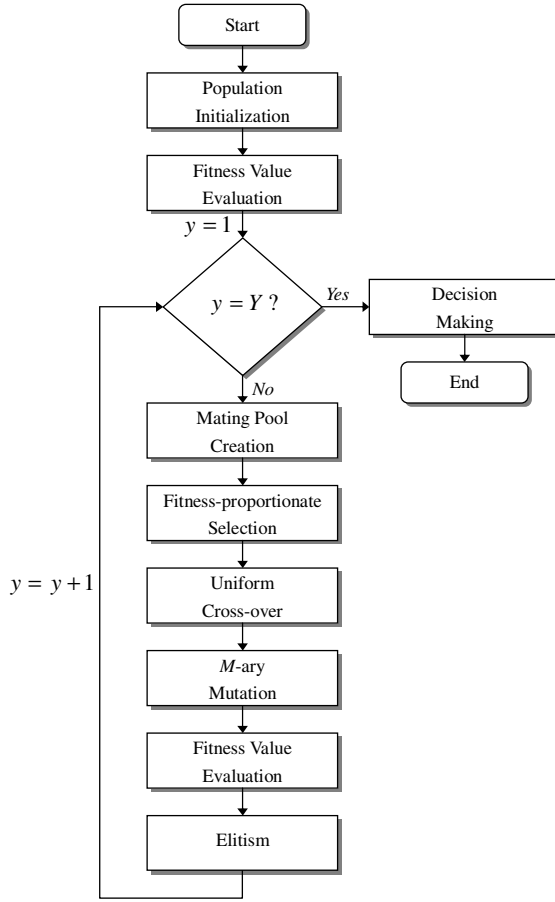 Start
Population
Initialization
Fitness Value
Evaluation
y = 1
y = Y ?
Yes
Decision
Making
End
No
Mating Pool
Creation
Fitness-proportionate
Selection
Uniform
Cross-over
y = y + 1
M-ary
Mutation
Fitness Value
Evaluation
Elitism